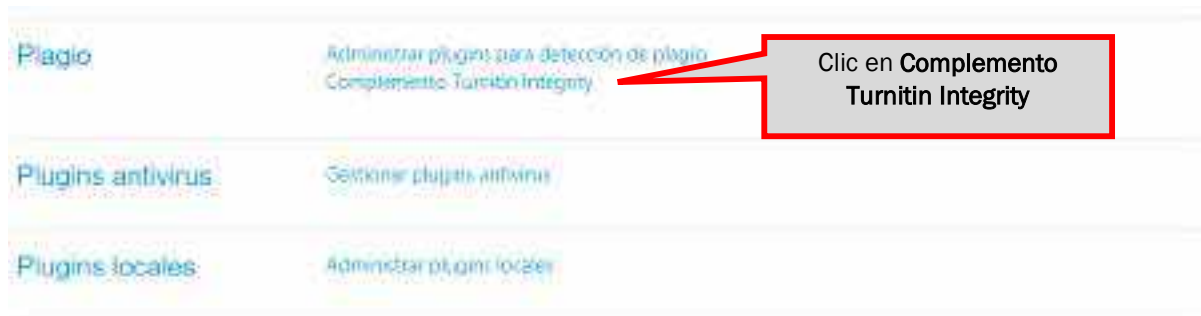 Plagio
Administrar plugins para detección de plagio
Complemento Turnitin Integrity
Clic en Complemento
Turnitin Integrity
Plugins antivirus
Gestionar plugins antivirus
Plugins locales
Administrar plugins locales